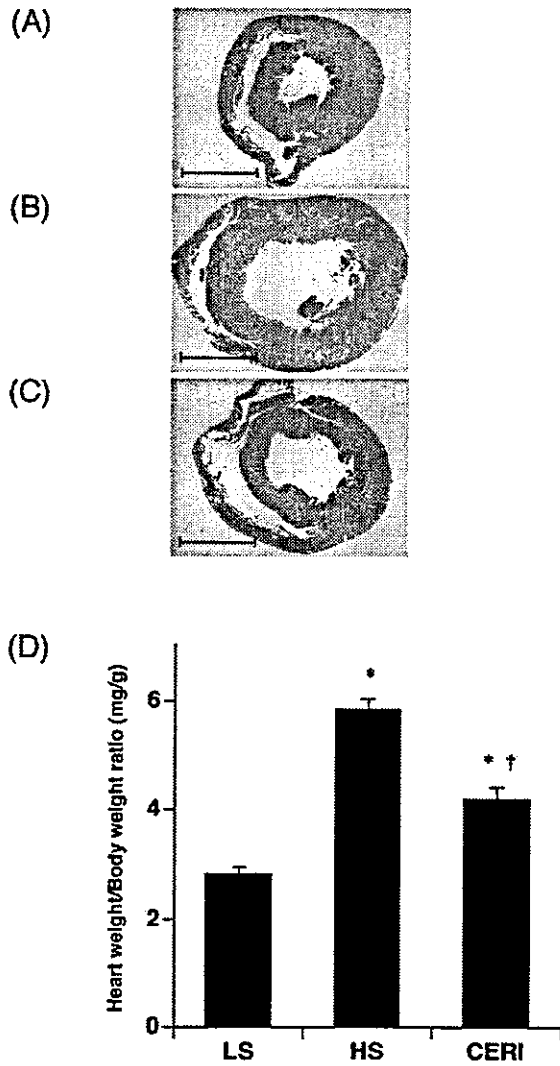 (A)
(B)
(C)
(D)
Heart weight/Body weight ratio (mg/g)
6
4
2
0
*
* †
LS
HS
CERI